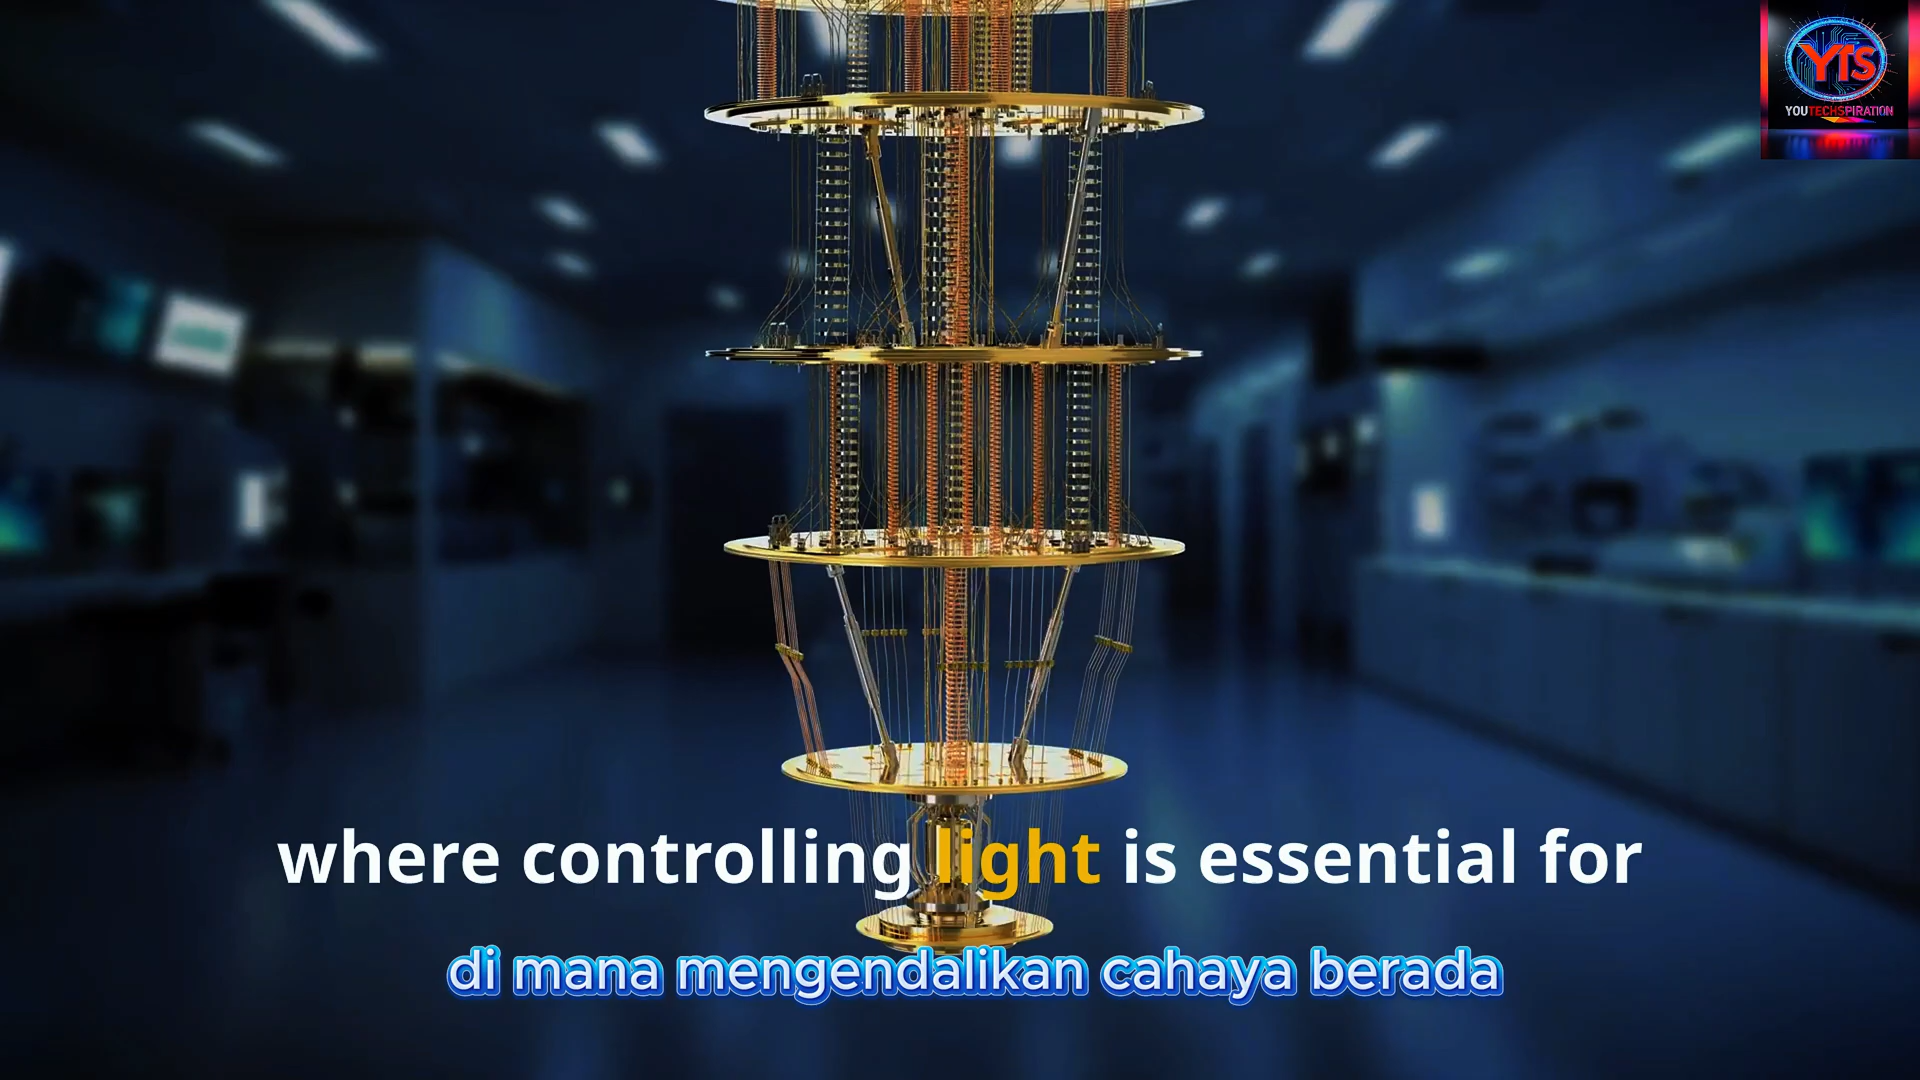 YTS
YOUTECHSPIRATION
where controlling light is essential for
di mana mengendalikan cahaya berada